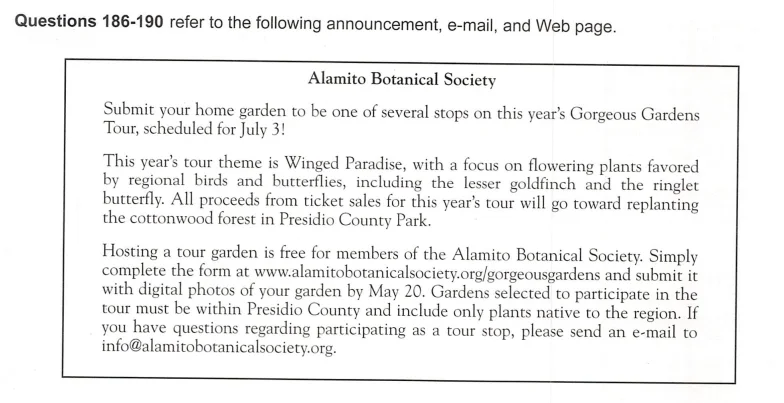 Questions 186-190 refer to the following announcement, e-mail, and Web page.
Alamito Botanical Society
Submit your home garden to be one of several stops on this year's Gorgeous Gardens
Tour, scheduled for July 3!
This year's tour theme is Winged Paradise, with a focus on flowering plants favored
by regional birds and butterflies, including the lesser goldfinch and the ringlet
butterfly. All proceeds from ticket sales for this year's tour will go toward replanting
the cottonwood forest in Presidio County Park.
Hosting a tour garden is free for members of the Alamito Botanical Society. Simply
complete the form at www.alamitobotanicalsociety.org/gorgeousgardens and submit it
with digital photos of your garden by May 20. Gardens selected to participate in the
tour must be within Presidio County and include only plants native to the region. If
you have questions regarding participating as a tour stop, please send an e-mail to
info@alamitobotanicalsociety.org.